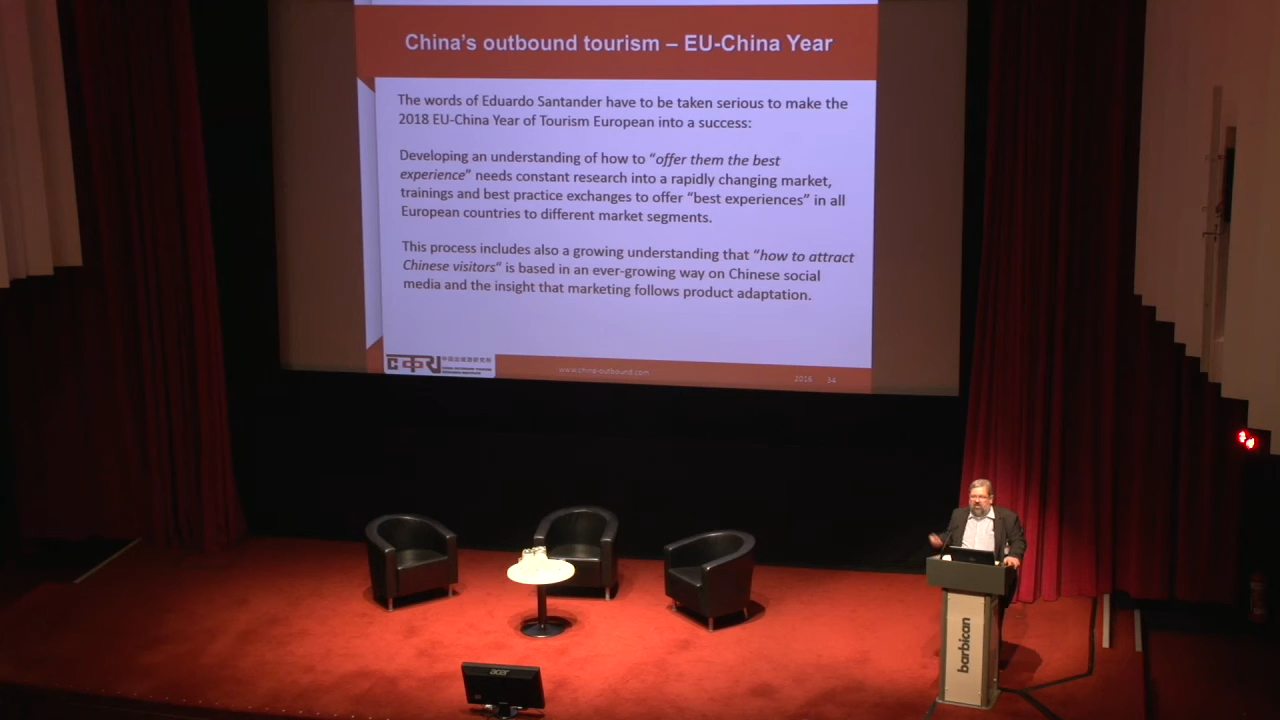 China's outbound tourism – EU-China Year
The words of Eduardo Santander have to be taken serious to make the
2018 EU-China Year of Tourism European into a success:
Developing an understanding of how to “offer them the best
experience” needs constant research into a rapidly changing market,
trainings and best practice exchanges to offer “best experiences” in all
European countries to different market segments.
This process includes also a growing understanding that “how to attract
Chinese visitors” is based in an ever-growing way on Chinese social
media and the insight that marketing follows product adaptation.
www.china-outbound.com
2016 34
barbican
acer